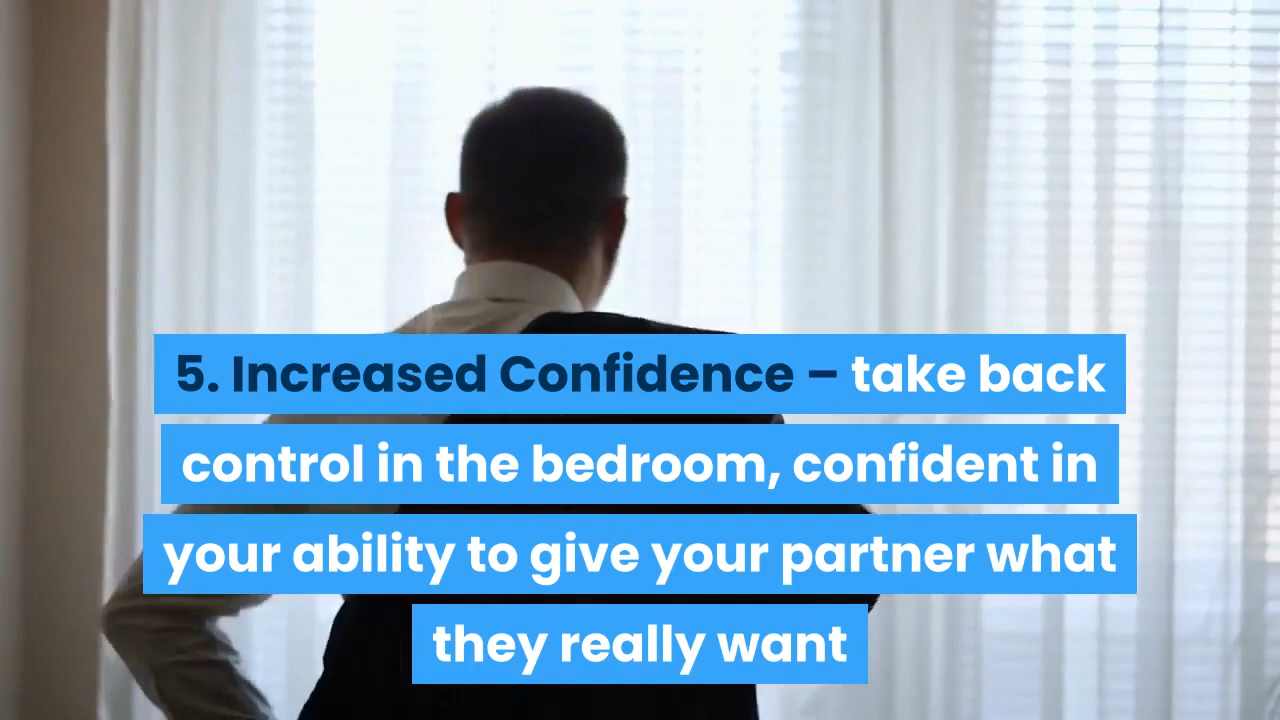 5. Increased Confidence – take back
control in the bedroom, confident in
your ability to give your partner what
they really want